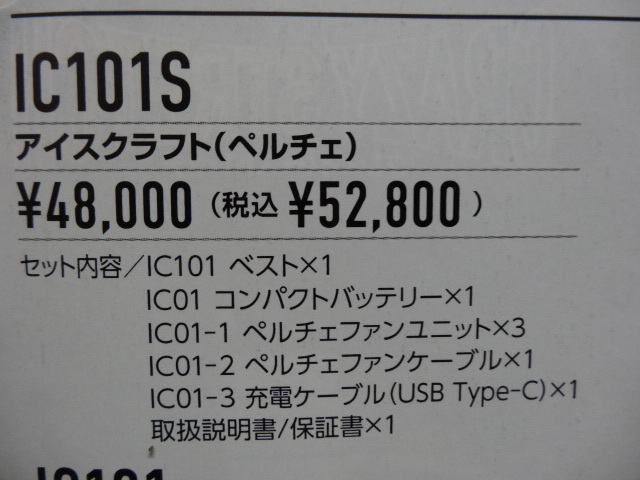 IC101S
アイスクラフト(ペルチェ)
¥48,000 (税込 ¥52,800 )
セット内容/IC101 ベスト×1
IC01 コンパクトバッテリー×1
IC01-1 ペルチェファンユニット×3
IC01-2 ペルチェファンケーブル×1
IC01-3 充電ケーブル(USB Type-C)×1
取扱説明書/保証書×1